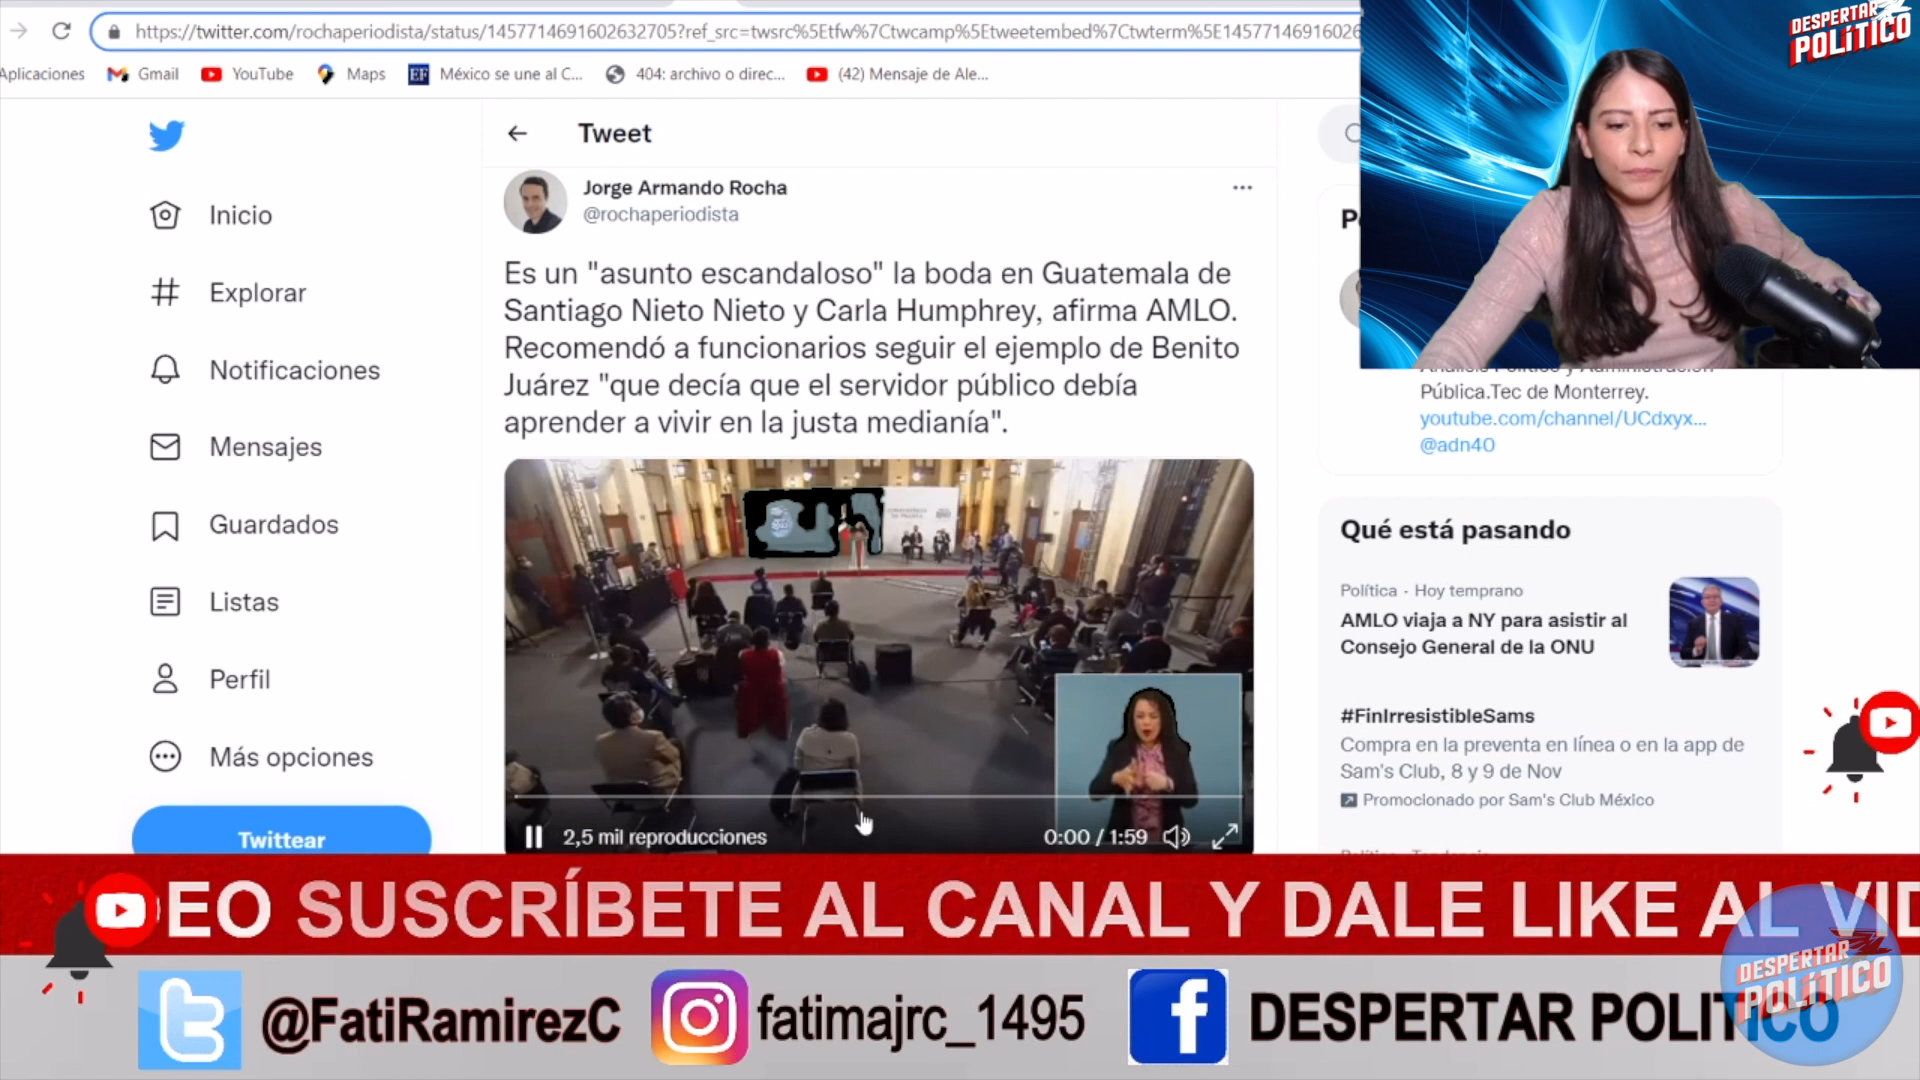 https://twitter.com/rochaperiodista/status/1457714691602632705?ref_src=twsrc%5Etfw%7Ctwcamp%5Etweetembed%7Ctwterm%5E14577146916026
Aplicaciones
Gmail
YouTube
Maps
EF
México se une al C...
404: archivo o direc...
(42) Mensaje de Ale...
DESPERTAR
POLÍTICO
Tweet
Inicio
Explorar
Notificaciones
Mensajes
Guardados
Listas
Perfil
Más opciones
Twittear
Jorge Armando Rocha
@rochaperiodista
Es un "asunto escandaloso" la boda en Guatemala de
Santiago Nieto Nieto y Carla Humphrey, afirma AMLO.
Recomendó a funcionarios seguir el ejemplo de Benito
Juárez "que decía que el servidor público debía
aprender a vivir en la justa medianía".
2,5 mil reproducciones
0:00 / 1:59
Pública.Tec de Monterrey.
youtube.com/channel/UCdxyx...
@adn40
Qué está pasando
Política · Hoy temprano
AMLO viaja a NY para asistir al
Consejo General de la ONU
#FinIrresistibleSams
Compra en la preventa en línea o en la app de
Sam's Club, 8 y 9 de Nov
Promocionado por Sam's Club México
EO SUSCRÍBETE AL CANAL Y DALE LIKE AL VID
@FatiRamirezC
fatimajrc_1495
DESPERTAR POLITICO
DESPERTAR
POLÍTICO